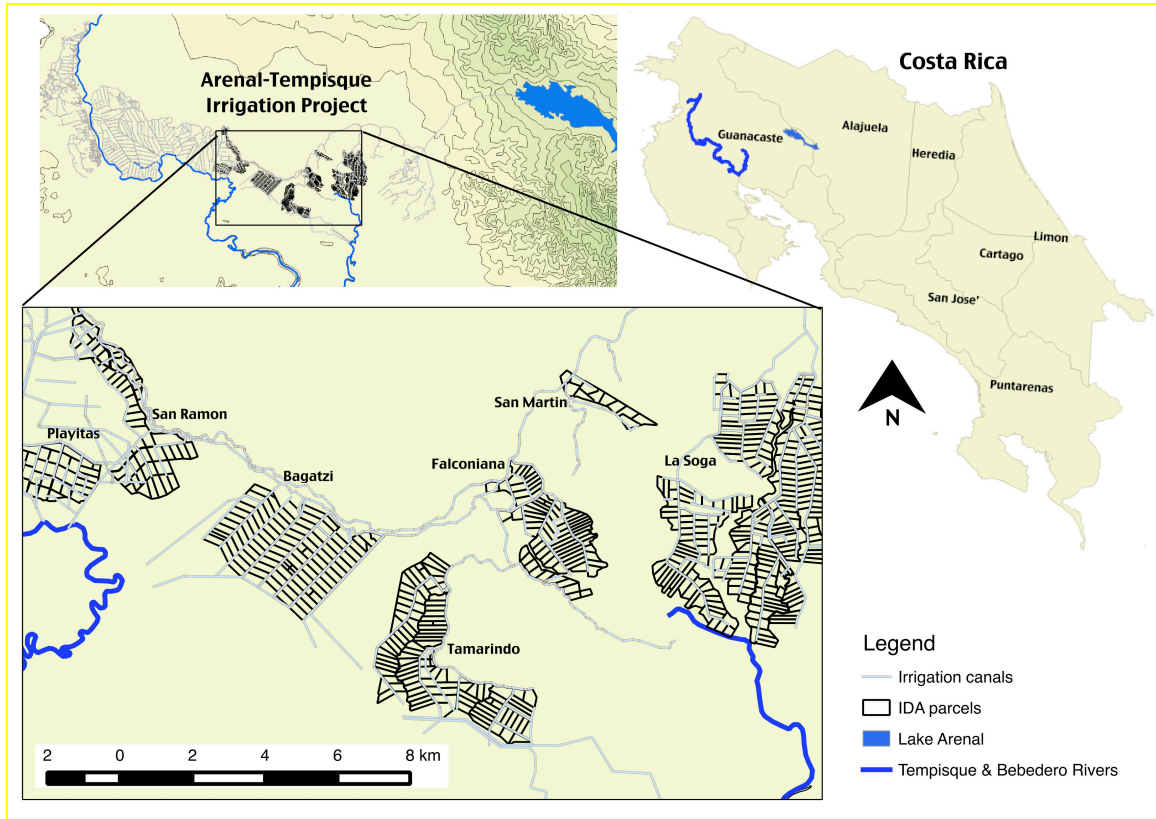 Arenal-Tempisque
Irrigation Project
Costa Rica
Guanacaste
Alajuela
Heredia
Limon
Cartago
San Jose'
Puntarenas
N
San Ramon
Playitas
Bagatzi
San Martin
Falconiana
La Soga
Tamarindo
2 0 2 4 6 8 km
Legend
Irrigation canals
IDA parcels
Lake Arenal
Tempisque & Bebedero Rivers